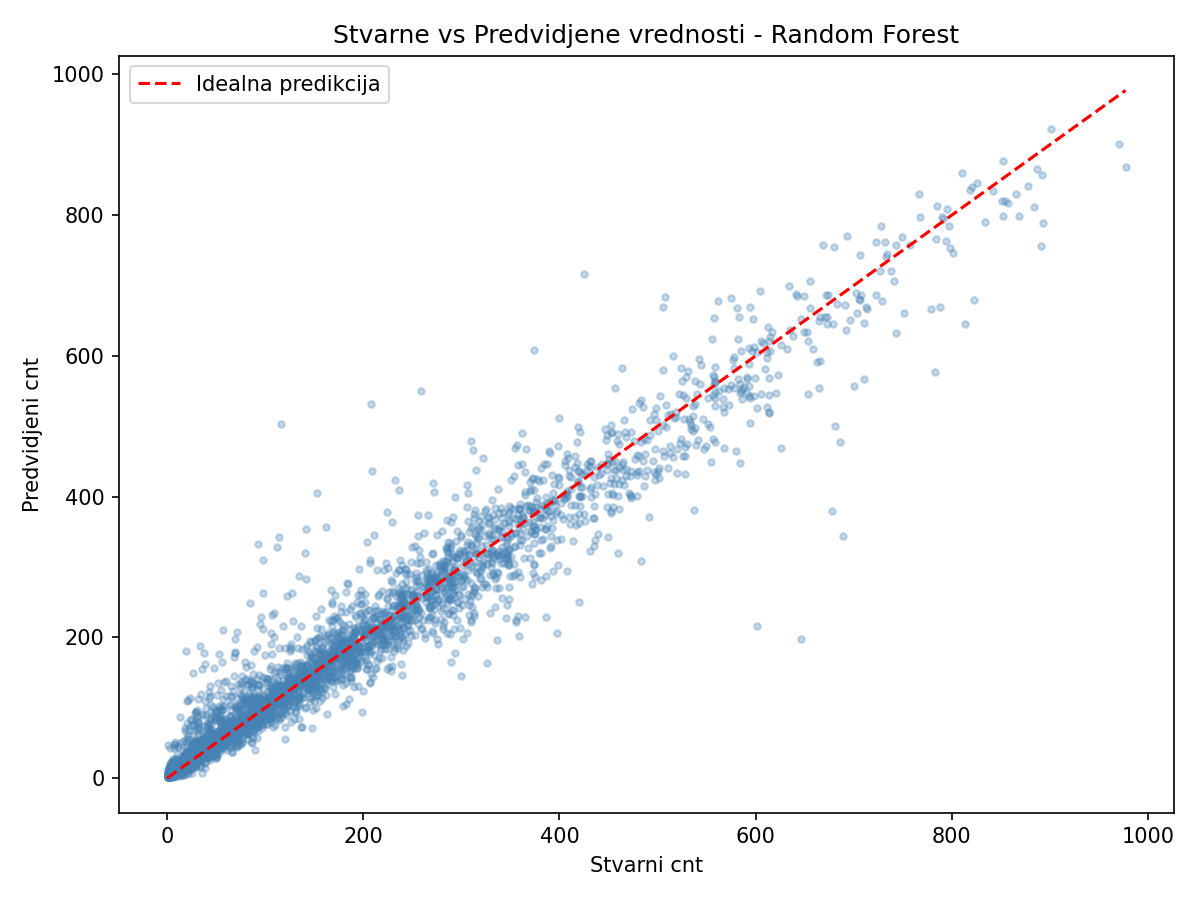 Stvarne vs Predvidjene vrednosti - Random Forest
Idealna predikcija
1000
800
600
400
200
0
Predvidjeni cnt
0 200 400 600 800 1000
Stvarni cnt